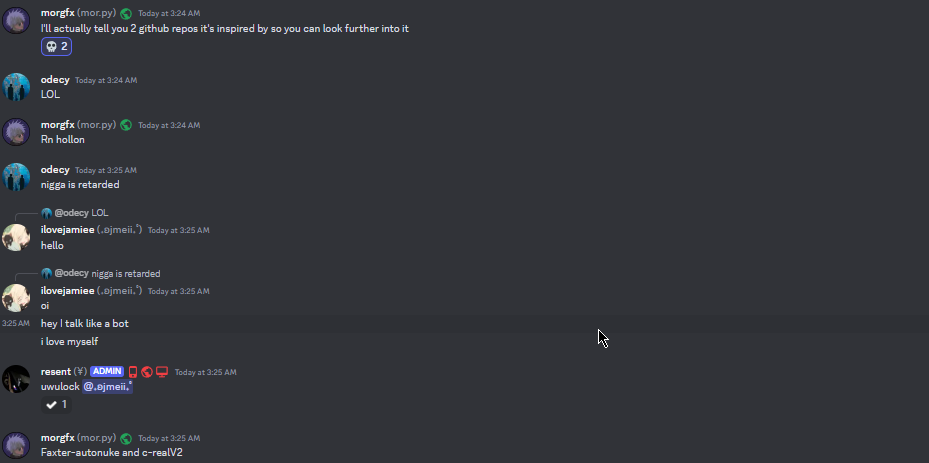 morgfx (mor.py) Today at 3:24 AM
I'll actually tell you 2 github repos it's inspired by so you can look further into it
2
odecy Today at 3:24 AM
LOL
morgfx (mor.py) Today at 3:24 AM
Rn hollon
odecy Today at 3:25 AM
nigga is retarded
@odecy LOL
ilovejamiee (.ʚjmeii.˚) Today at 3:25 AM
hello
@odecy nigga is retarded
ilovejamiee (.ʚjmeii.˚) Today at 3:25 AM
oi
3:25 AM hey I talk like a bot
i love myself
resent (¥) ADMIN Today at 3:25 AM
uwulock @.ʚjmeii.˚
1
morgfx (mor.py) Today at 3:25 AM
Faxter-autonuke and c-realV2